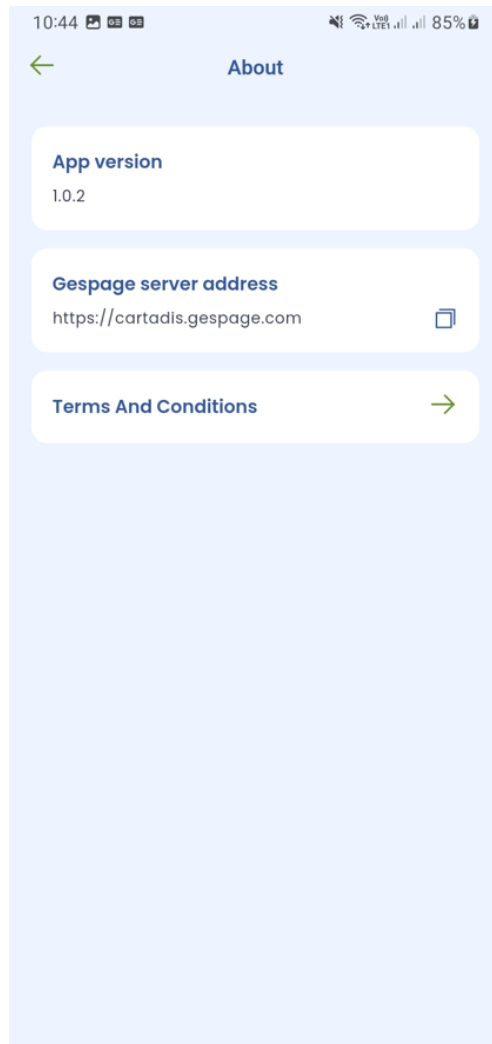 10:44 85%
About
App version
1.0.2
Gespage server address
https://cartadis.gespage.com
Terms And Conditions